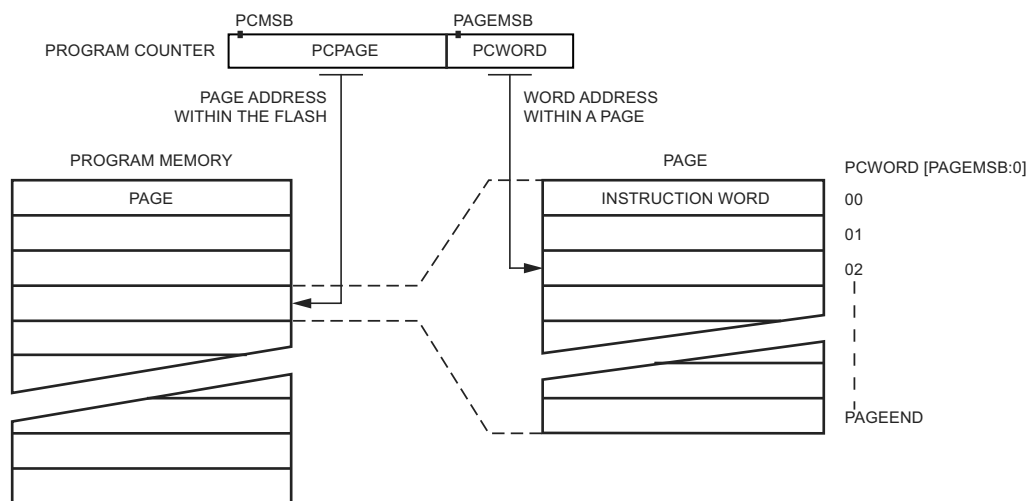 PCMSB PAGEMSB
PROGRAM COUNTER PCPAGE PCWORD
PAGE ADDRESS
WITHIN THE FLASH
WORD ADDRESS
WITHIN A PAGE
PROGRAM MEMORY
PAGE
PAGE
INSTRUCTION WORD
PCWORD [PAGEMSB:0]
00
01
02
PAGEEND